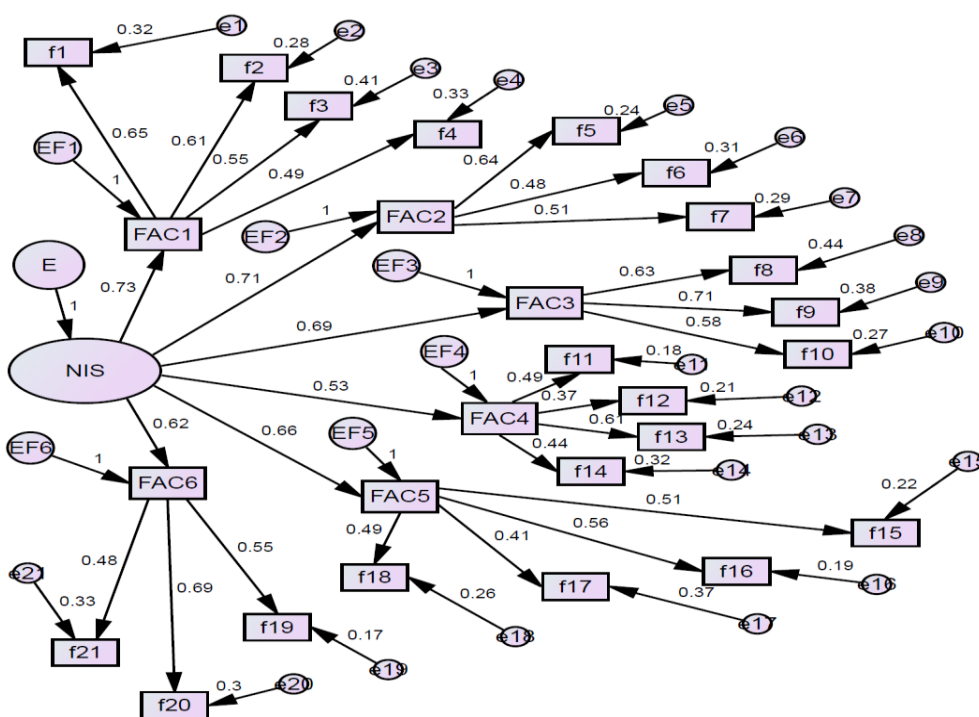 0.32 e1
f1
0.28 e2
f2
0.41 e3
f3
0.33 e4
f4
0.24 e5
f5
0.31 e6
f6
0.29 e7
f7
0.44 e8
f8
0.38 e9
f9
0.27 e10
f10
0.65
0.61
0.55
0.49
EF1
1
FAC1
0.64
0.48
0.51
EF2
1
FAC2
0.63
0.71
0.58
EF3
1
FAC3
E
1
NIS
0.73
0.71
0.69
0.53
0.66
0.62
EF4
1
FAC4
0.49
0.37
0.61
0.44
f11
0.18 e11
f12
0.21 e12
f13
0.24 e13
f14
0.32 e14
EF5
1
FAC5
0.51
0.56
0.41
0.49
f15
0.22
f16
0.19 e16
f17
0.37 e17
f18
0.26 e18
EF6
1
FAC6
0.55
0.69
0.48
f19
0.17 e19
f20
0.3 e20
f21
0.33 e21